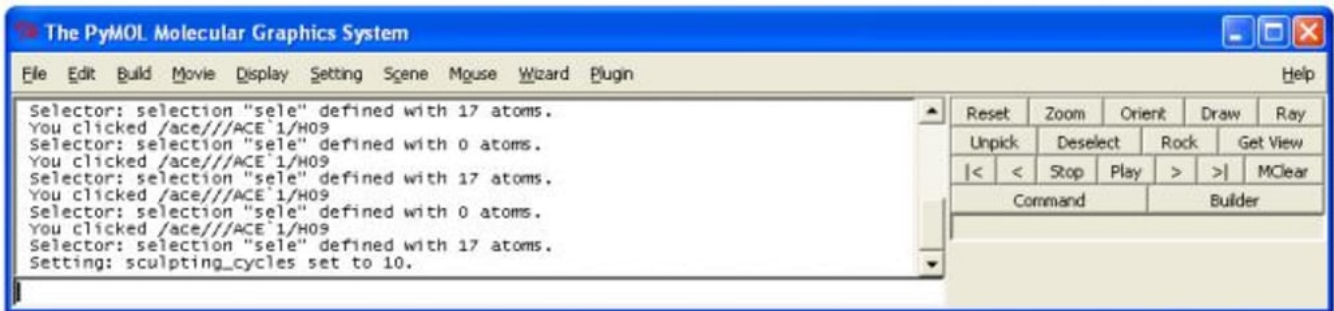 The PyMOL Molecular Graphics System
File Edit Build Movie Display Setting Scene Mouse Wizard Plugin Help
Selector: selection "sele" defined with 17 atoms.
You clicked /ace///ACE`1/H09
Selector: selection "sele" defined with 0 atoms.
You clicked /ace///ACE`1/H09
Selector: selection "sele" defined with 17 atoms.
You clicked /ace///ACE`1/H09
Selector: selection "sele" defined with 0 atoms.
You clicked /ace///ACE`1/H09
Selector: selection "sele" defined with 17 atoms.
Setting: sculpting_cycles set to 10.
Reset Zoom Orient Draw Ray
Unpick Deselect Rock Get View
|< < Stop Play > >| MClear
Command Builder